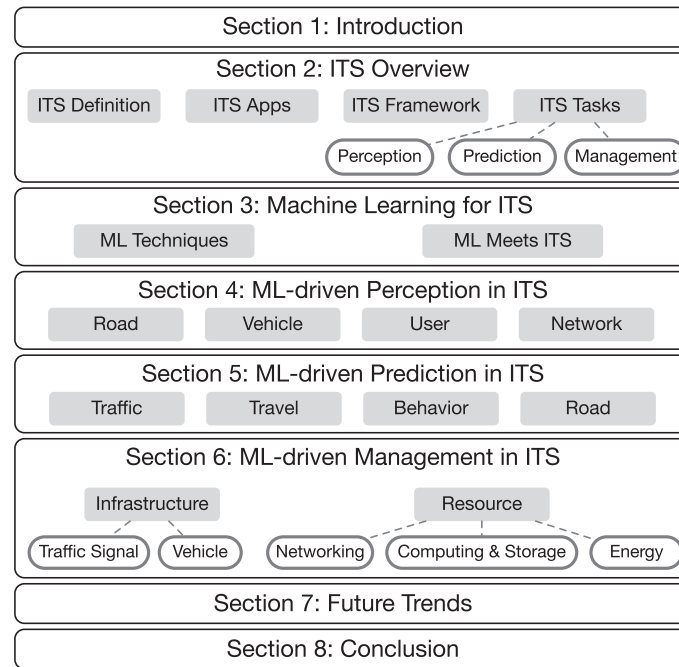 Section 1: Introduction
Section 2: ITS Overview
ITS Definition
ITS Apps
ITS Framework
ITS Tasks
Perception
Prediction
Management
Section 3: Machine Learning for ITS
ML Techniques
ML Meets ITS
Section 4: ML-driven Perception in ITS
Road
Vehicle
User
Network
Section 5: ML-driven Prediction in ITS
Traffic
Travel
Behavior
Road
Section 6: ML-driven Management in ITS
Infrastructure
Resource
Traffic Signal
Vehicle
Networking
Computing & Storage
Energy
Section 7: Future Trends
Section 8: Conclusion